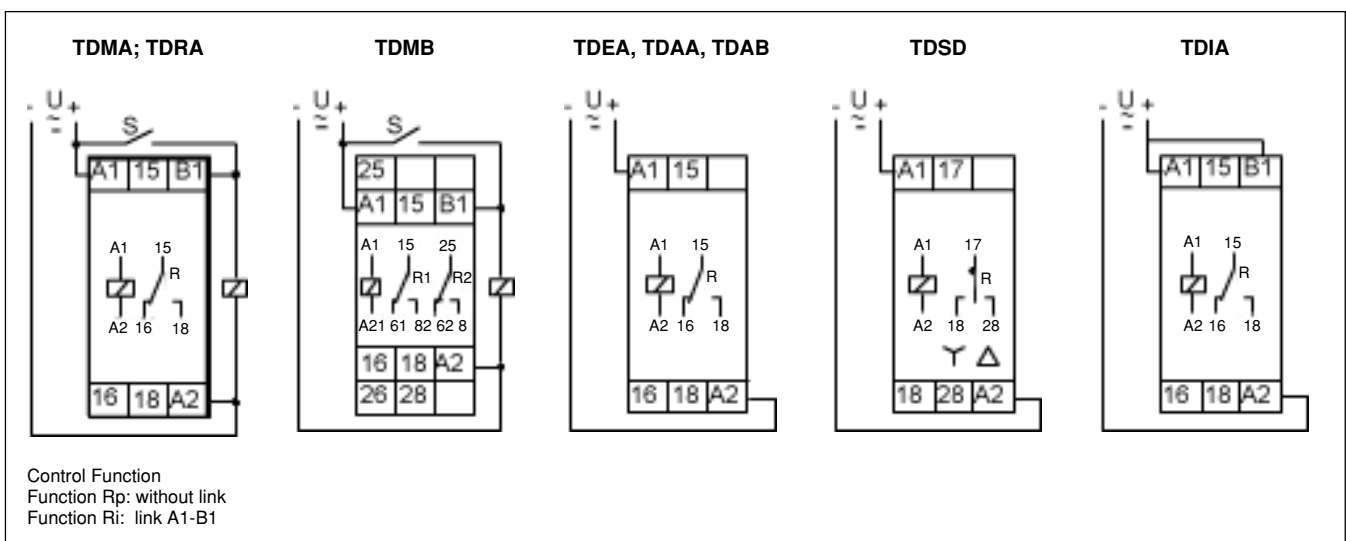 TDMA; TDRA TDMB TDEA, TDAA, TDAB TDSD TDIA
- U + - U + - U + - U + - U +
~ ~ ~ ~ ~
S S
A1 15 B1 25 A1 15 A1 17 A1 15 B1
A1 15 B1
A1 15 A1 15 25 A1 15 A1 17 A1 15
R R1 R2 R R R
A2 16 18 A21 61 82 62 8 A2 16 18 A2 18 28 A2 16 18
Y Δ
16 18 A2
16 18 A2 26 28 16 18 A2 18 28 A2 16 18 A2
Control Function
Function Rp: without link
Function Ri: link A1-B1